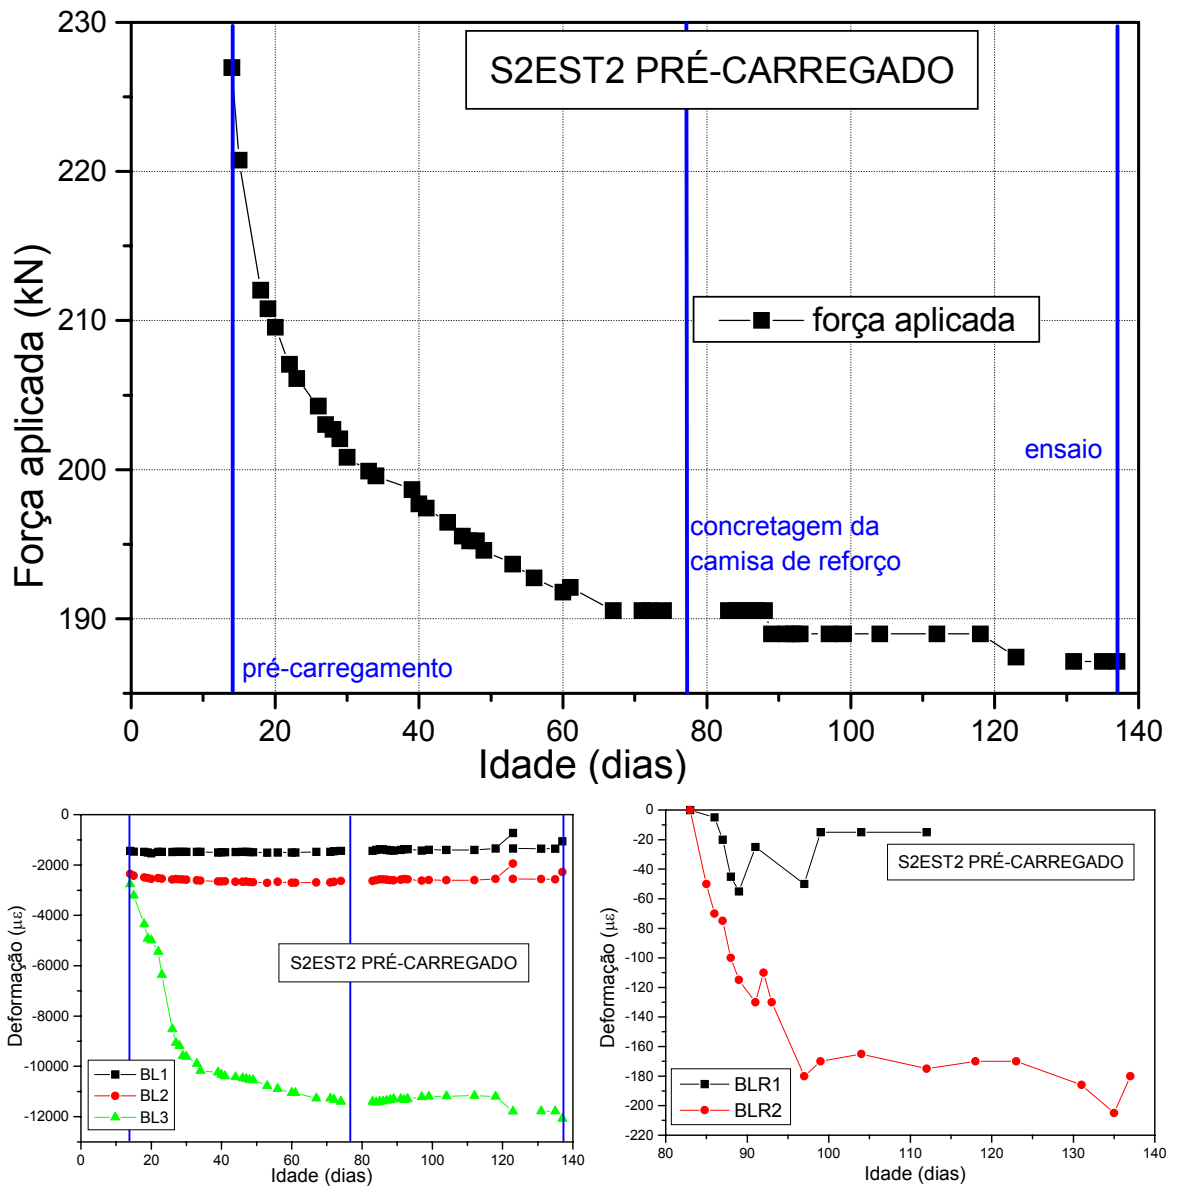 230
220
210
200
190
Força aplicada (kN)
S2EST2 PRÉ-CARREGADO
força aplicada
ensaio
concretagem da
camisa de reforço
pré-carregamento
0 20 40 60 80 100 120 140
Idade (dias)
0
-2000
-4000
-6000
-8000
-10000
-12000
Deformação (με)
S2EST2 PRÉ-CARREGADO
BL1
BL2
BL3
0 20 40 60 80 100 120 140
Idade (dias)
0
-20
-40
-60
-80
-100
-120
-140
-160
-180
-200
-220
Deformação (με)
S2EST2 PRÉ-CARREGADO
BLR1
BLR2
80 90 100 110 120 130 140
Idade (dias)